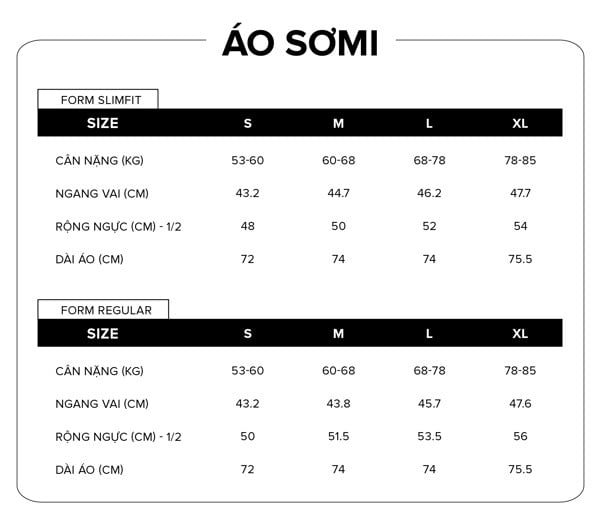 ÁO SƠMI
FORM SLIMFIT
SIZE S M L XL
CÂN NẶNG (KG) 53-60 60-68 68-78 78-85
NGANG VAI (CM) 43.2 44.7 46.2 47.7
RỘNG NGỰC (CM) - 1/2 48 50 52 54
DÀI ÁO (CM) 72 74 74 75.5
FORM REGULAR
SIZE S M L XL
CÂN NẶNG (KG) 53-60 60-68 68-78 78-85
NGANG VAI (CM) 43.2 43.8 45.7 47.6
RỘNG NGỰC (CM) - 1/2 50 51.5 53.5 56
DÀI ÁO (CM) 72 74 74 75.5